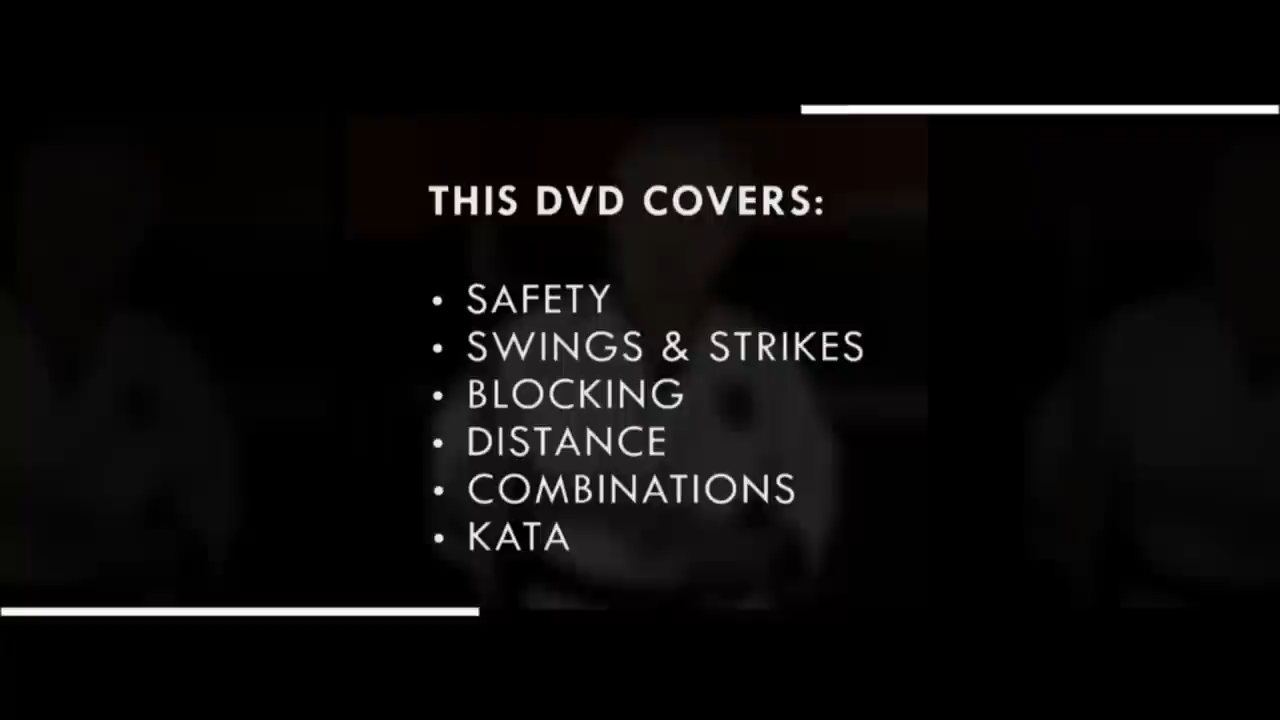 THIS DVD COVERS:
• SAFETY
• SWINGS & STRIKES
• BLOCKING
• DISTANCE
• COMBINATIONS
• KATA